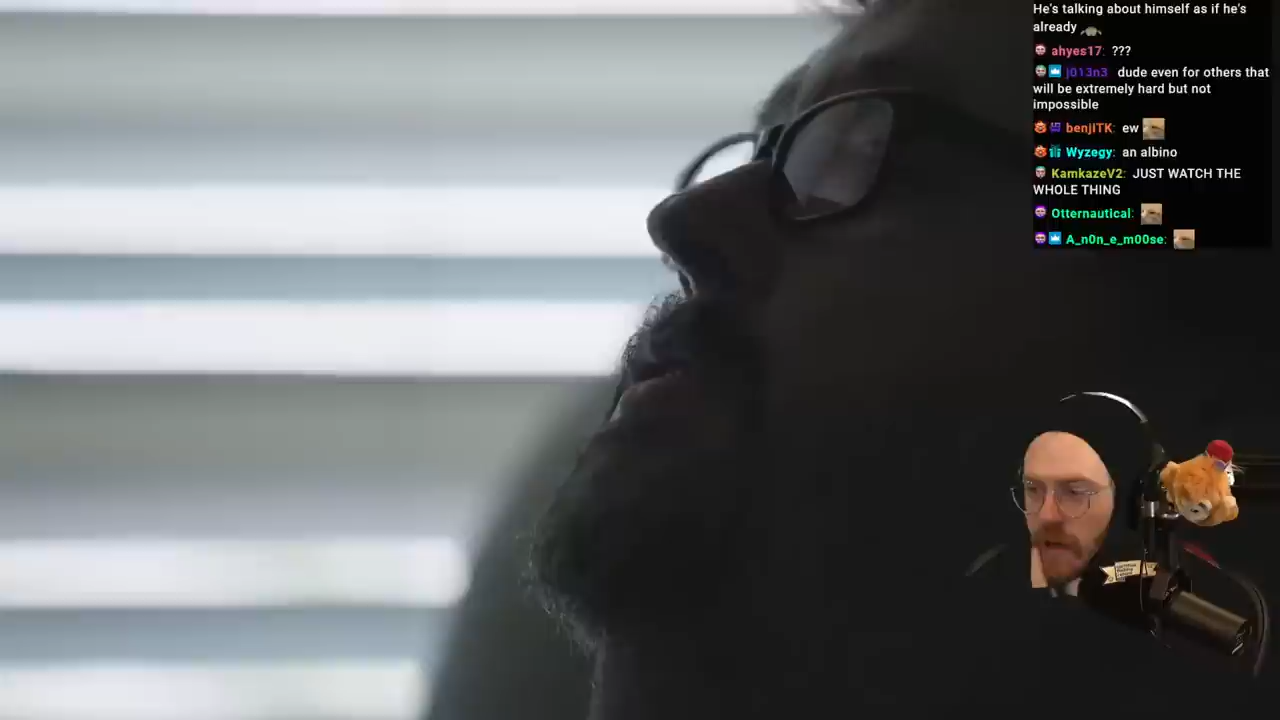 He's talking about himself as if he's
already
ahyes17: ???
j013n3 dude even for others that
will be extremely hard but not
impossible
benjiTK: ew
Wyzegy: an albino
KamkazeV2: JUST WATCH THE
WHOLE THING
Otternautical:
A_n0n_e_m00se: